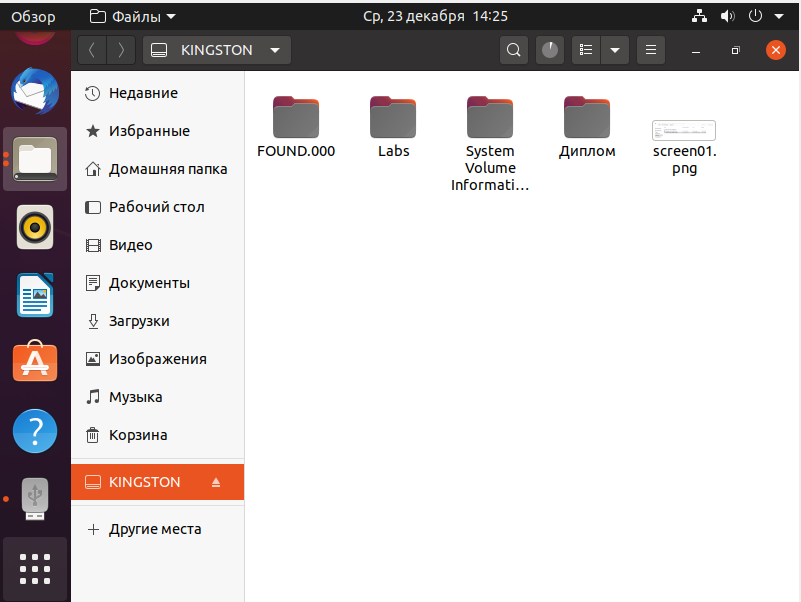 Обзор
Файлы
Ср, 23 декабря 14:25
KINGSTON
Недавние
Избранные
Домашняя папка
Рабочий стол
Видео
Документы
Загрузки
Изображения
Музыка
Корзина
KINGSTON
Другие места
FOUND.000
Labs
System
Volume
Informati...
Диплом
screen01.
png